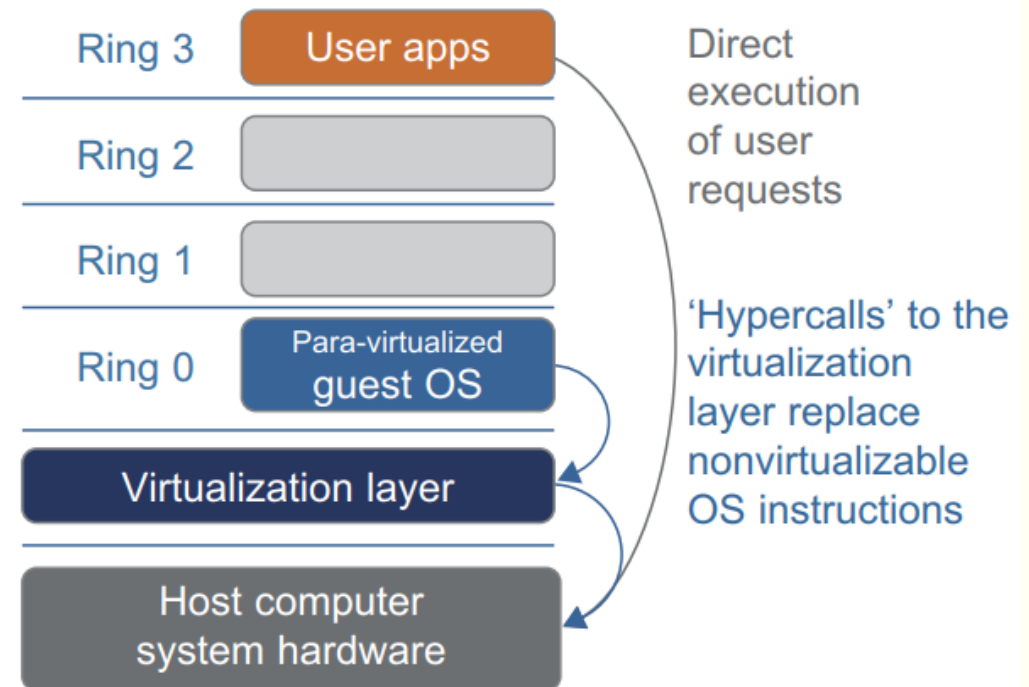 Ring 3
User apps
Direct
execution
of user
requests
Ring 2
Ring 1
Ring 0
Para-virtualized
guest OS
‘Hypercalls’ to the
virtualization
layer replace
nonvirtualizable
OS instructions
Virtualization layer
Host computer
system hardware